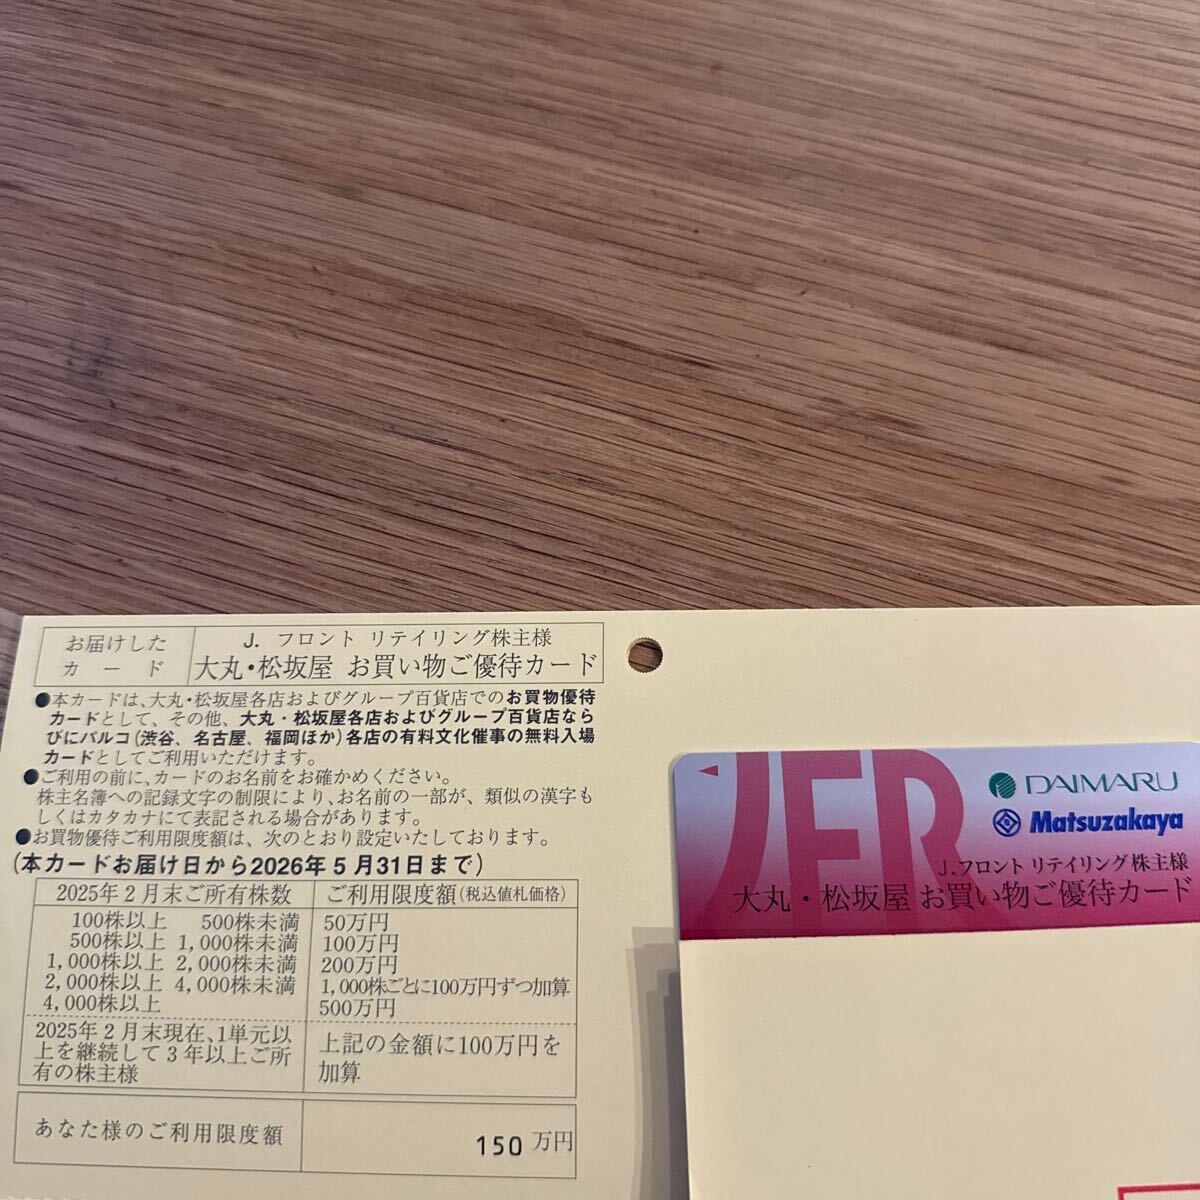 お届けした
カード
J. フロント リテイリング株主様
大丸・松坂屋 お買い物ご優待カード
●本カードは、大丸・松坂屋各店およびグループ百貨店でのお買物優待
カードとして、その他、大丸・松坂屋各店およびグループ百貨店なら
びにパルコ(渋谷、名古屋、福岡ほか)各店の有料文化催事の無料入場
カードとしてご利用いただけます。
●ご利用の前に、カードのお名前をお確かめください。
株主名簿への記録文字の制限により、お名前の一部が、類似の漢字も
しくはカタカナにて表記される場合があります。
●お買物優待ご利用限度額は、次のとおり設定いたしております。
(本カードお届け日から2026年5月31日まで)
2025年2月末ご所有株数 ご利用限度額(税込値札価格)
100株以上 500株未満 50万円
500株以上 1,000株未満 100万円
1,000株以上 2,000株未満 200万円
2,000株以上 4,000株未満 1,000株ごとに100万円ずつ加算
4,000株以上 500万円
2025年2月末現在、1単元以
上を継続して3年以上ご所
有の株主様
上記の金額に100万円を
加算
あなた様のご利用限度額 150万円
JFR
DAIMARU
Matsuzakaya
J.フロント リテイリング株主様
大丸・松坂屋 お買い物ご優待カード